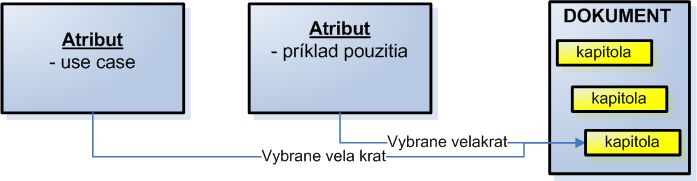 Atribut
- use case
Atribut
- príklad pouzitia
DOKUMENT
kapitola
kapitola
kapitola
Vybrane velakrat
Vybrane vela krat